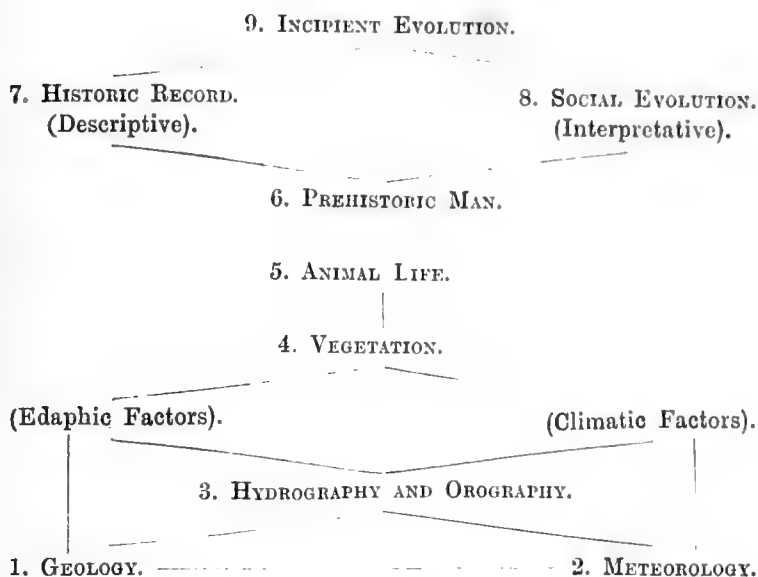 9. Incipient Evolution.
7. Historic Record.
(Descriptive).
8. Social Evolution.
(Interpretative).
6. Prehistoric Man.
5. Animal Life.
4. Vegetation.
(Edaphic Factors).
(Climatic Factors).
3. Hydrography and Orography.
1. Geology.
2. Meteorology.